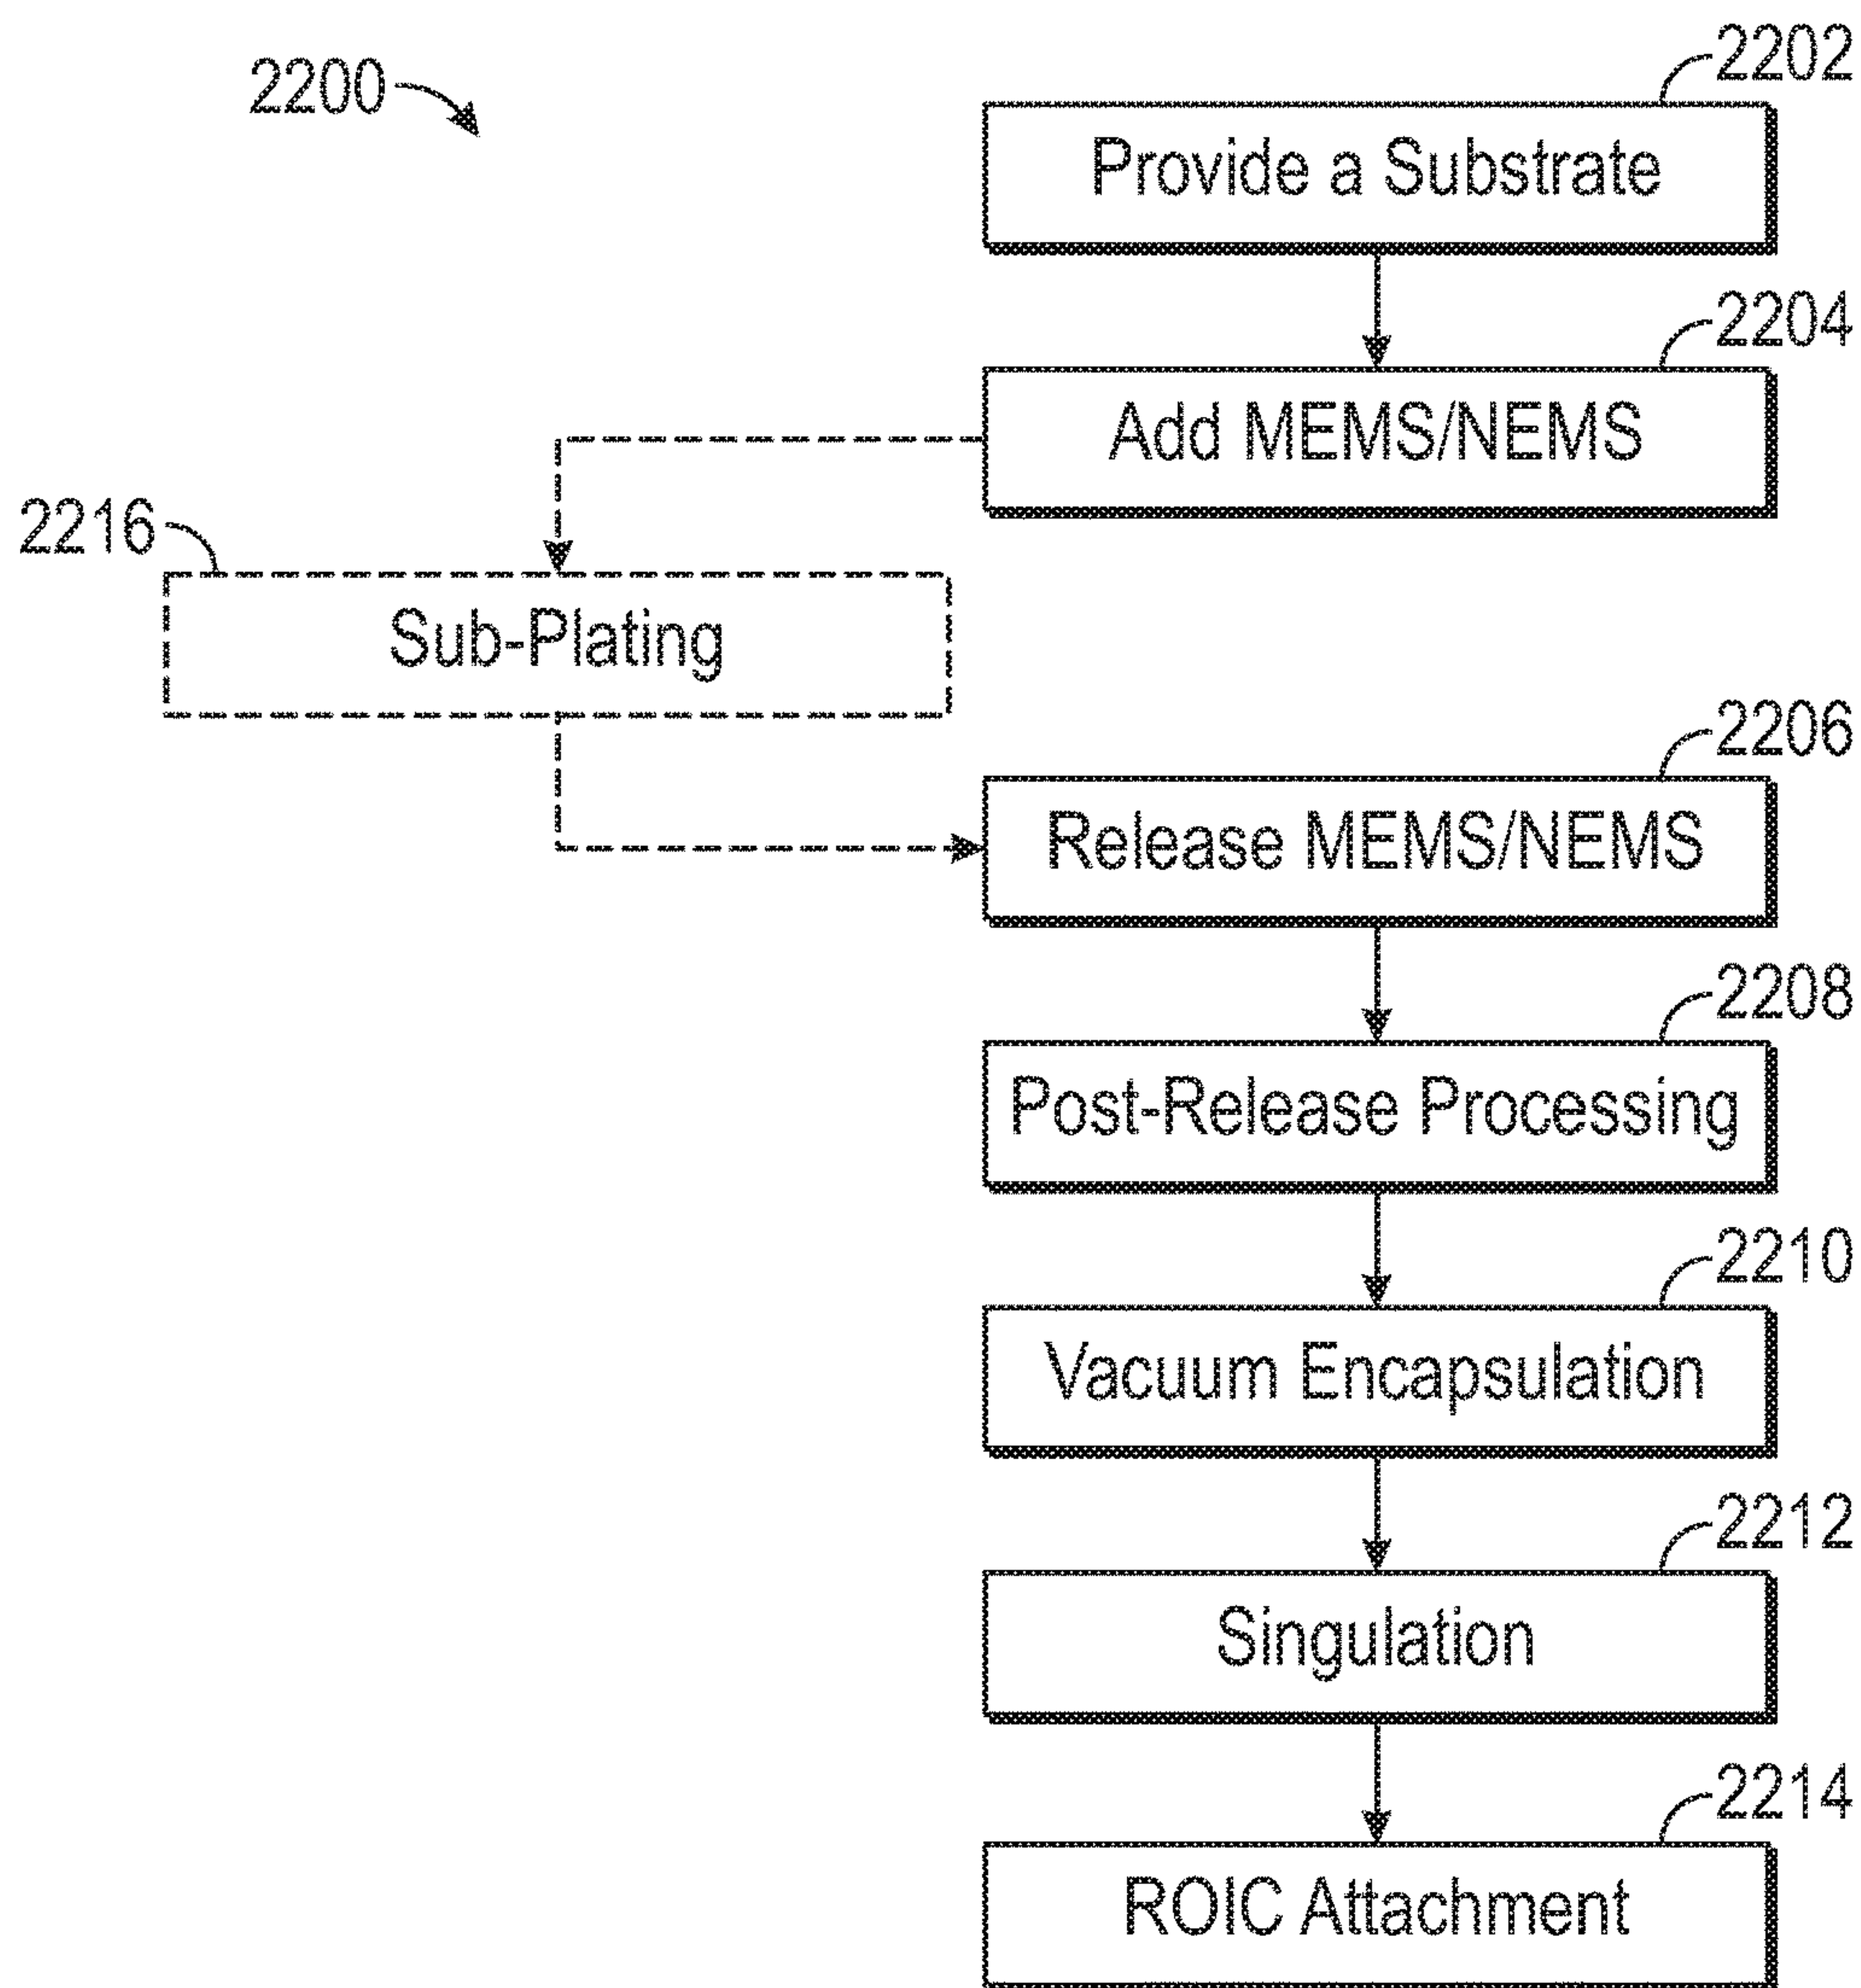 2200
2202
Provide a Substrate
2204
Add MEMS/NEMS
2216
Sub-Plating
2206
Release MEMS/NEMS
2208
Post-Release Processing
2210
Vacuum Encapsulation
2212
Singulation
2214
ROIC Attachment